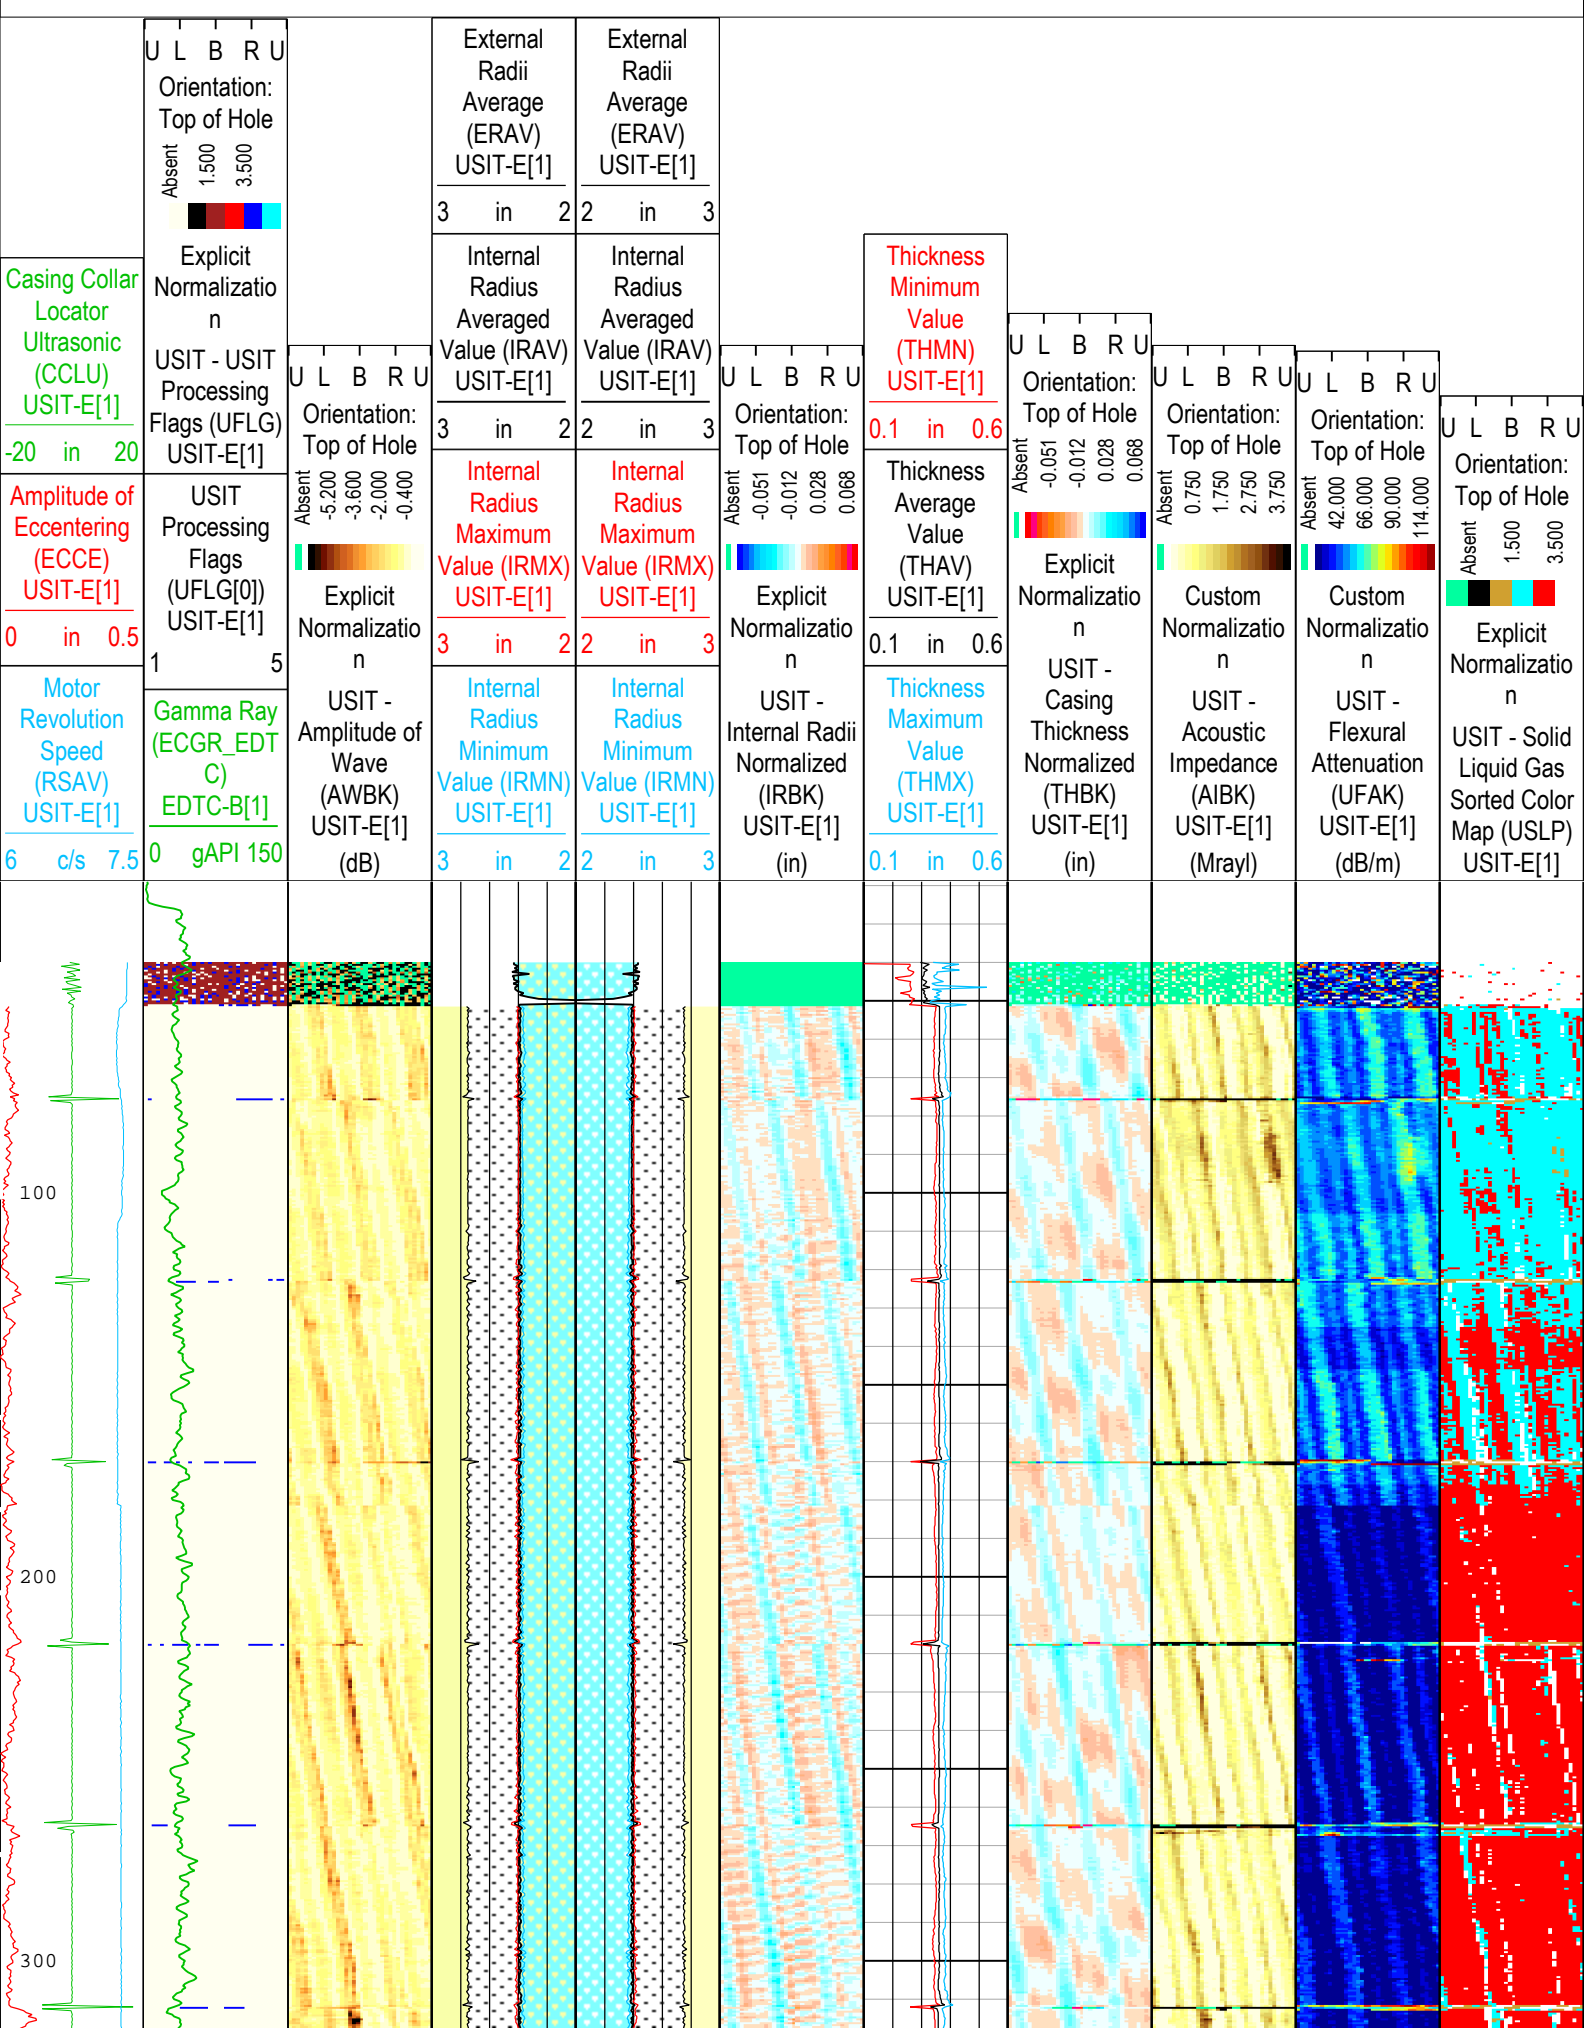 Casing Collar
Locator
Ultrasonic
(CCLU)
USIT-E[1]
-20 in 20
Amplitude of
Eccentering
(ECCE)
USIT-E[1]
0 in 0.5
Motor
Revolution
Speed
(RSAV)
USIT-E[1]
6 c/s 7.5
U L B R U
Orientation:
Top of Hole
Absent
1.500
3.500
Explicit
Normalizatio
n
USIT - USIT
Processing
Flags (UFLG)
USIT-E[1]
USIT
Processing
Flags
(UFLG[0])
USIT-E[1]
1 5
Gamma Ray
(ECGR_EDT
C)
EDTC-B[1]
0 gAPI 150
U L B R U
Orientation:
Top of Hole
Absent
-5.200
-3.600
-2.000
-0.400
Explicit
Normalizatio
n
USIT -
Amplitude of
Wave
(AWBK)
USIT-E[1]
(dB)
External
Radii
Average
(ERAV)
USIT-E[1]
3 in 2
Internal
Radius
Averaged
Value (IRAV)
USIT-E[1]
3 in 2
Internal
Radius
Maximum
Value (IRMX)
USIT-E[1]
3 in 2
Internal
Radius
Minimum
Value (IRMN)
USIT-E[1]
3 in 2
External
Radii
Average
(ERAV)
USIT-E[1]
2 in 3
Internal
Radius
Averaged
Value (IRAV)
USIT-E[1]
2 in 3
Internal
Radius
Maximum
Value (IRMX)
USIT-E[1]
2 in 3
Internal
Radius
Minimum
Value (IRMN)
USIT-E[1]
2 in 3
U L B R U
Orientation:
Top of Hole
Absent
-0.051
-0.012
0.028
0.068
Explicit
Normalizatio
n
USIT -
Internal Radii
Normalized
(IRBK)
USIT-E[1]
(in)
Thickness
Minimum
Value
(THMN)
USIT-E[1]
0.1 in 0.6
Thickness
Average
Value
(THAV)
USIT-E[1]
0.1 in 0.6
Thickness
Maximum
Value
(THMX)
USIT-E[1]
0.1 in 0.6
U L B R U
Orientation:
Top of Hole
Absent
-0.051
-0.012
0.028
0.068
Explicit
Normalizatio
n
USIT -
Casing
Thickness
Normalized
(THBK)
USIT-E[1]
(in)
U L B R U
Orientation:
Top of Hole
Absent
0.750
1.750
2.750
3.750
Custom
Normalizatio
n
USIT -
Acoustic
Impedance
(AIBK)
USIT-E[1]
(Mrayl)
U L B R U
Orientation:
Top of Hole
Absent
42.000
66.000
90.000
114.000
Custom
Normalizatio
n
USIT -
Flexural
Attenuation
(UFAK)
USIT-E[1]
(dB/m)
U L B R U
Orientation:
Top of Hole
Absent
1.500
3.500
Explicit
Normalizatio
n
USIT - Solid
Liquid Gas
Sorted Color
Map (USLP)
USIT-E[1]
100
200
300